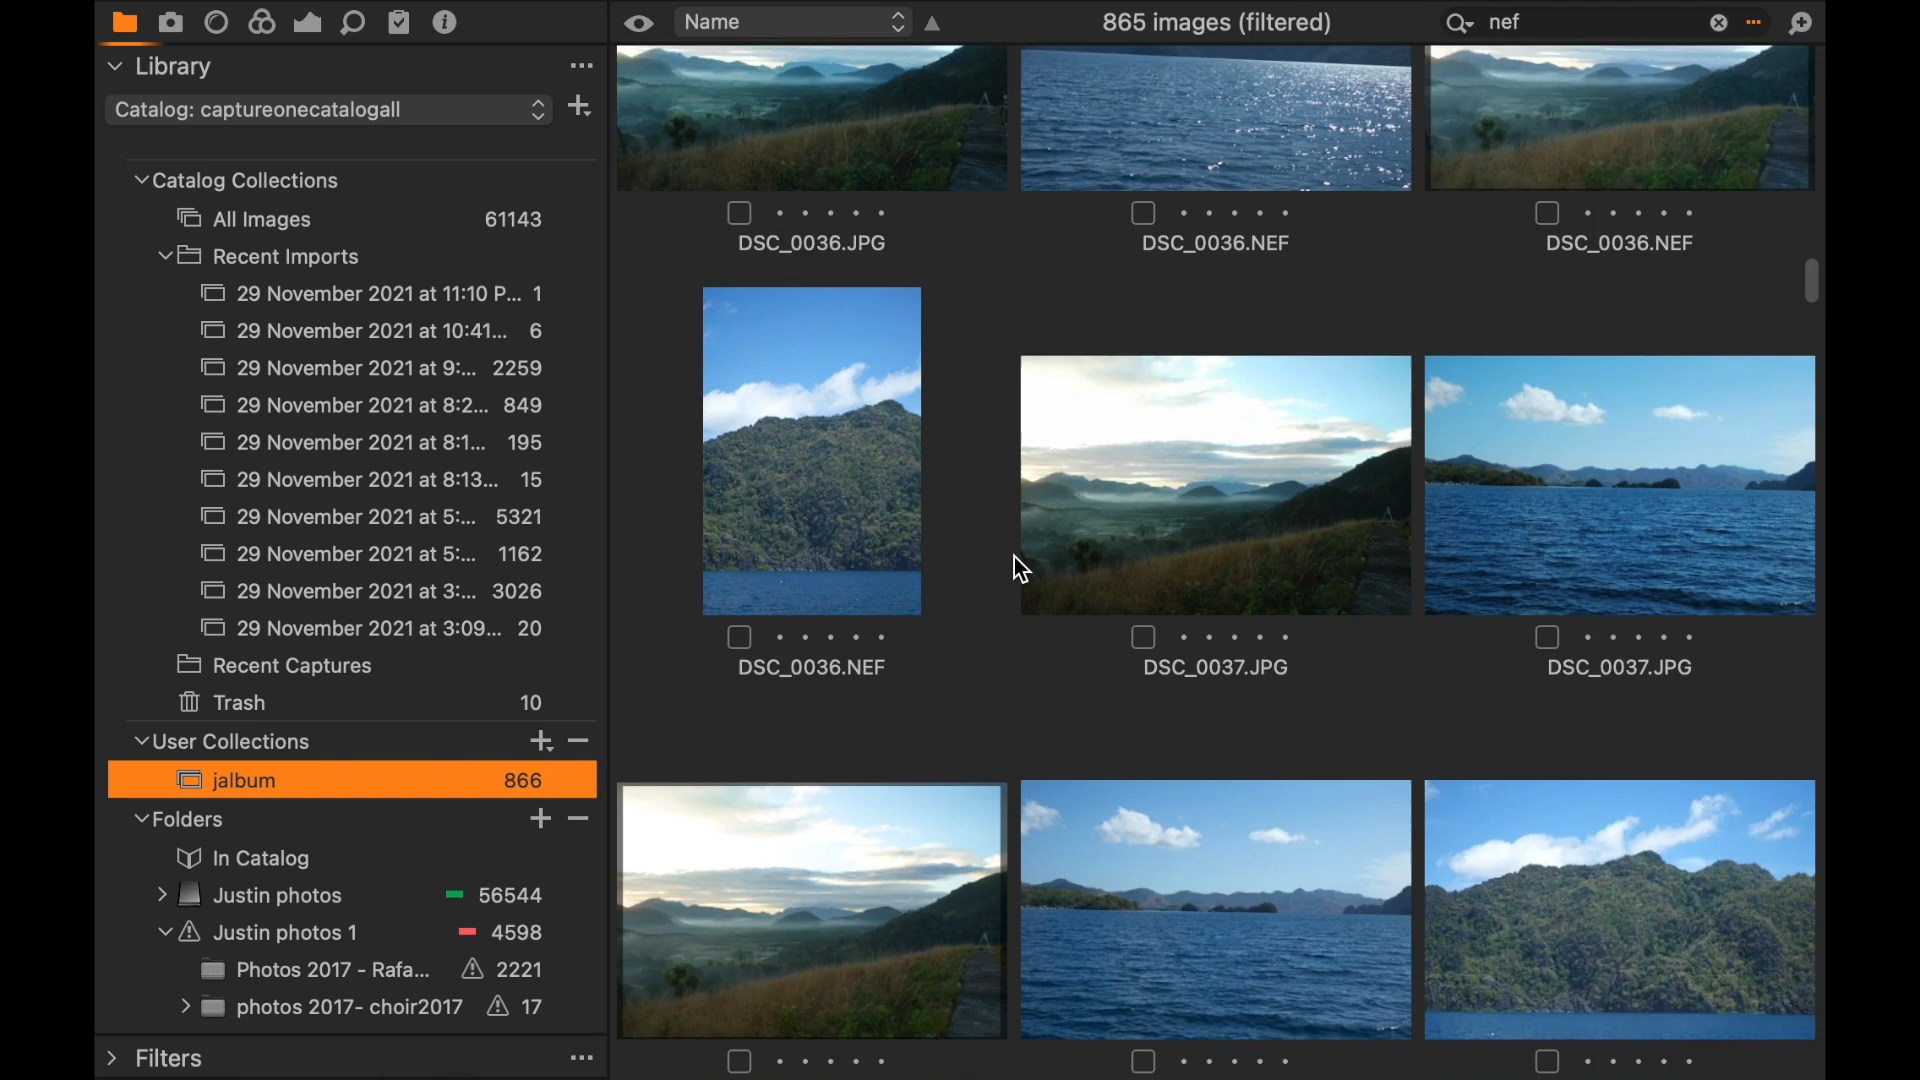 Name
865 images (filtered)
nef
Library
Catalog: captureonecatalogall
Catalog Collections
All Images 61143
Recent Imports
29 November 2021 at 11:10 P... 1
29 November 2021 at 10:41... 6
29 November 2021 at 9:... 2259
29 November 2021 at 8:2... 849
29 November 2021 at 8:1... 195
29 November 2021 at 8:13... 15
29 November 2021 at 5:... 5321
29 November 2021 at 5:... 1162
29 November 2021 at 3:... 3026
29 November 2021 at 3:09... 20
Recent Captures
Trash 10
User Collections
jalbum 866
Folders
In Catalog
Justin photos 56544
Justin photos 1 4598
Photos 2017 - Rafa... 2221
photos 2017- choir2017 17
Filters
DSC_0036.JPG
DSC_0036.NEF
DSC_0036.NEF
DSC_0036.NEF
DSC_0037.JPG
DSC_0037.JPG